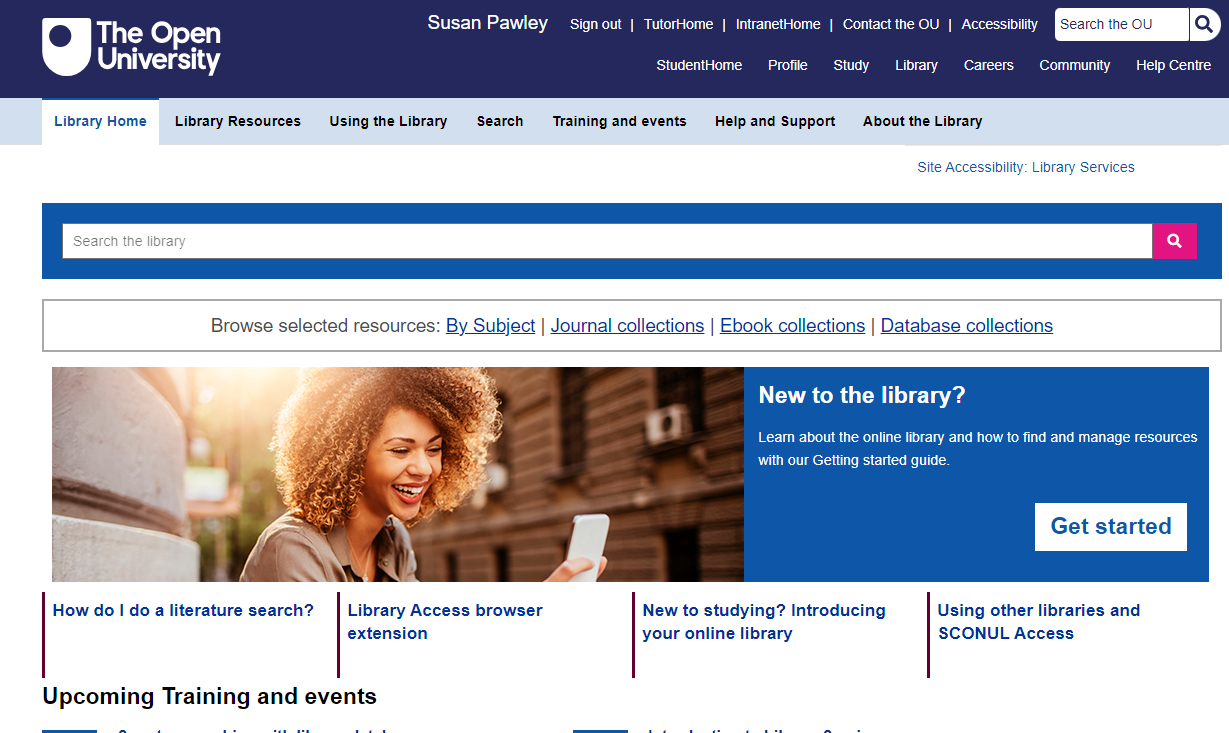 The Open
University
Susan Pawley Sign out | TutorHome | IntranetHome | Contact the OU | Accessibility Search the OU
StudentHome Profile Study Library Careers Community Help Centre
Library Home Library Resources Using the Library Search Training and events Help and Support About the Library
Site Accessibility: Library Services
Search the library
Browse selected resources: By Subject | Journal collections | Ebook collections | Database collections
New to the library?
Learn about the online library and how to find and manage resources
with our Getting started guide.
Get started
How do I do a literature search?
Library Access browser
extension
New to studying? Introducing
your online library
Using other libraries and
SCONUL Access
Upcoming Training and events